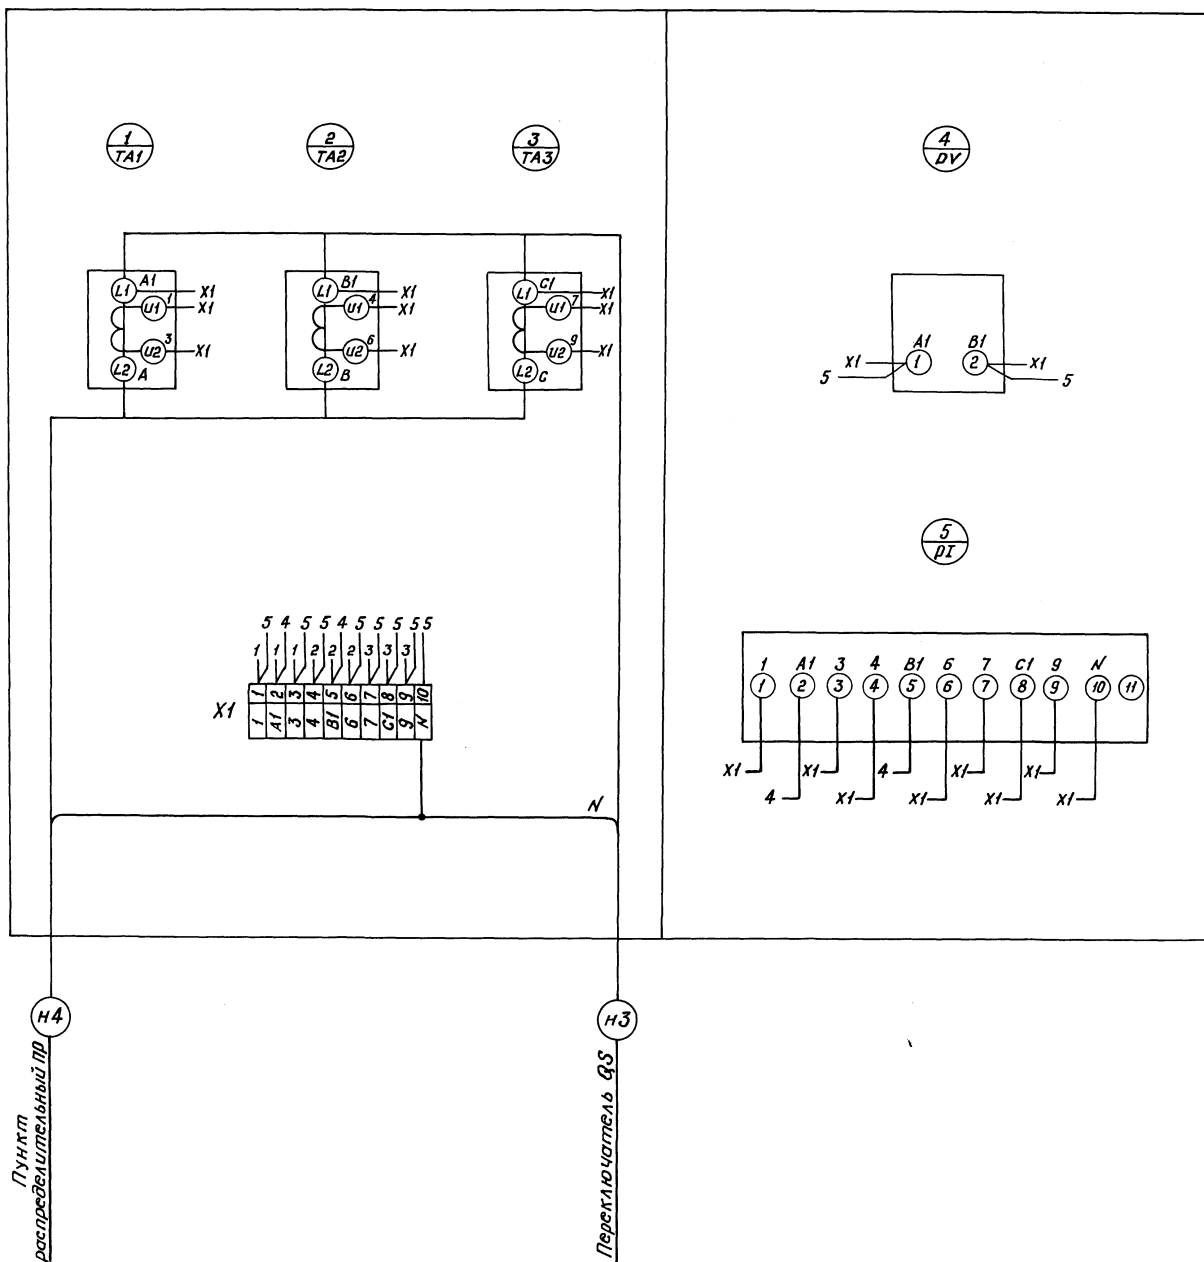 1 2 3 4
TA1 TA2 TA3 PV
A1 B1 C1
L1 U1 1 X1 X1 L1 U1 4 X1 X1 L1 U1 7 X1 X1
U2 3 X1 U2 6 X1 U2 9 X1
L2 A L2 B L2 C
A1 B1
X1 1 2 X1
5 5
5
PI
5 4 5 5 4 5 5 5 5 5
1 1 1 2 2 2 3 3 3
1 2 3 4 5 6 7 8 9 10
X1
1 A1 3 4 B1 6 7 C1 9 N
1 A1 3 4 B1 6 7 C1 9 N
1 2 3 4 5 6 7 8 9 10 11
X1 X1 4 X1 X1
4 X1 X1 X1 X1
N
н4 н3
Пункт
распределительный ПР
Переключатель QS